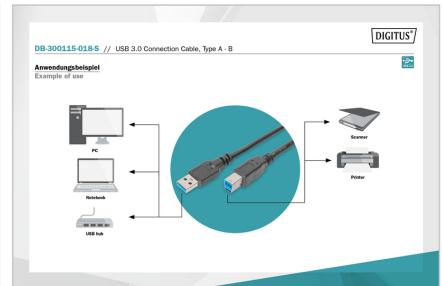 DIGITUS®
DB-300115-018-S // USB 3.0 Connection Cable, Type A - B
Anwendungsbeispiel
Example of use
PC
Notebook
USB hub
Scanner
Printer